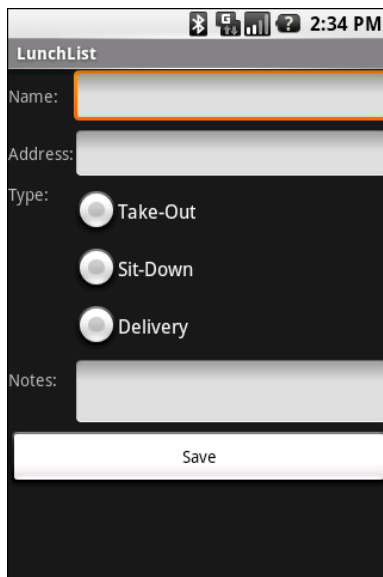 2:34 PM
LunchList
Name:
Address:
Type:
Take-Out
Sit-Down
Delivery
Notes:
Save